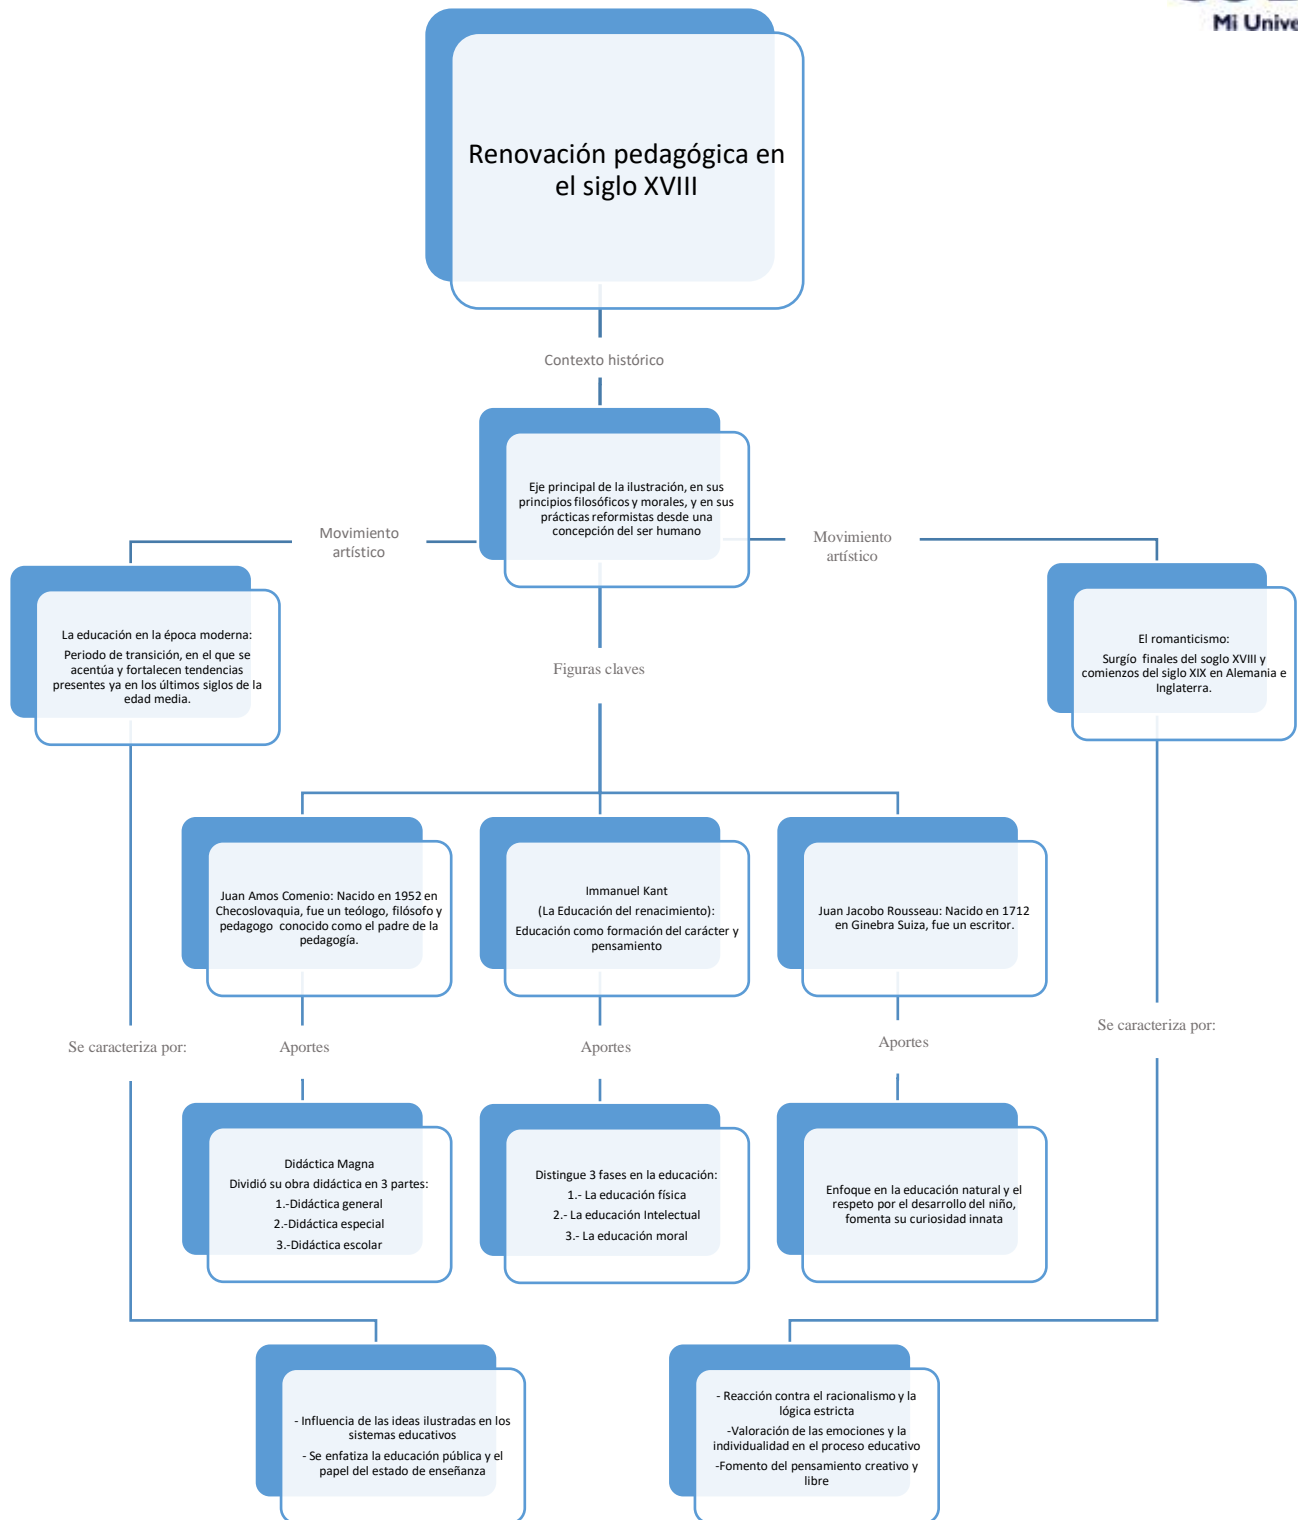 Mi Unive
Renovación pedagógica en
el siglo XVIII
Contexto histórico
Eje principal de la ilustración, en sus
principios filosóficos y morales, y en sus
prácticas reformistas desde una
concepción del ser humano
Movimiento
artístico
Movimiento
artístico
La educación en la época moderna:
Periodo de transición, en el que se
acentúa y fortalecen tendencias
presentes ya en los últimos siglos de la
edad media.
Figuras claves
El romanticismo:
Surgío finales del soglo XVIII y
comienzos del siglo XIX en Alemania e
Inglaterra.
Juan Amos Comenio: Nacido en 1952 en
Checoslovaquia, fue un teólogo, filósofo y
pedagogo conocido como el padre de la
pedagogía.
Immanuel Kant
(La Educación del renacimiento):
Educación como formación del carácter y
pensamiento
Juan Jacobo Rousseau: Nacido en 1712
en Ginebra Suiza, fue un escritor.
Se caracteriza por:
Aportes
Aportes
Aportes
Se caracteriza por:
Didáctica Magna
Dividió su obra didáctica en 3 partes:
1.-Didáctica general
2.-Didáctica especial
3.-Didáctica escolar
Distingue 3 fases en la educación:
1.- La educación física
2.- La educación Intelectual
3.- La educación moral
Enfoque en la educación natural y el
respeto por el desarrollo del niño,
fomenta su curiosidad innata
- Influencia de las ideas ilustradas en los
sistemas educativos
- Se enfatiza la educación pública y el
papel del estado de enseñanza
- Reacción contra el racionalismo y la
lógica estricta
-Valoración de las emociones y la
individualidad en el proceso educativo
-Fomento del pensamiento creativo y
libre